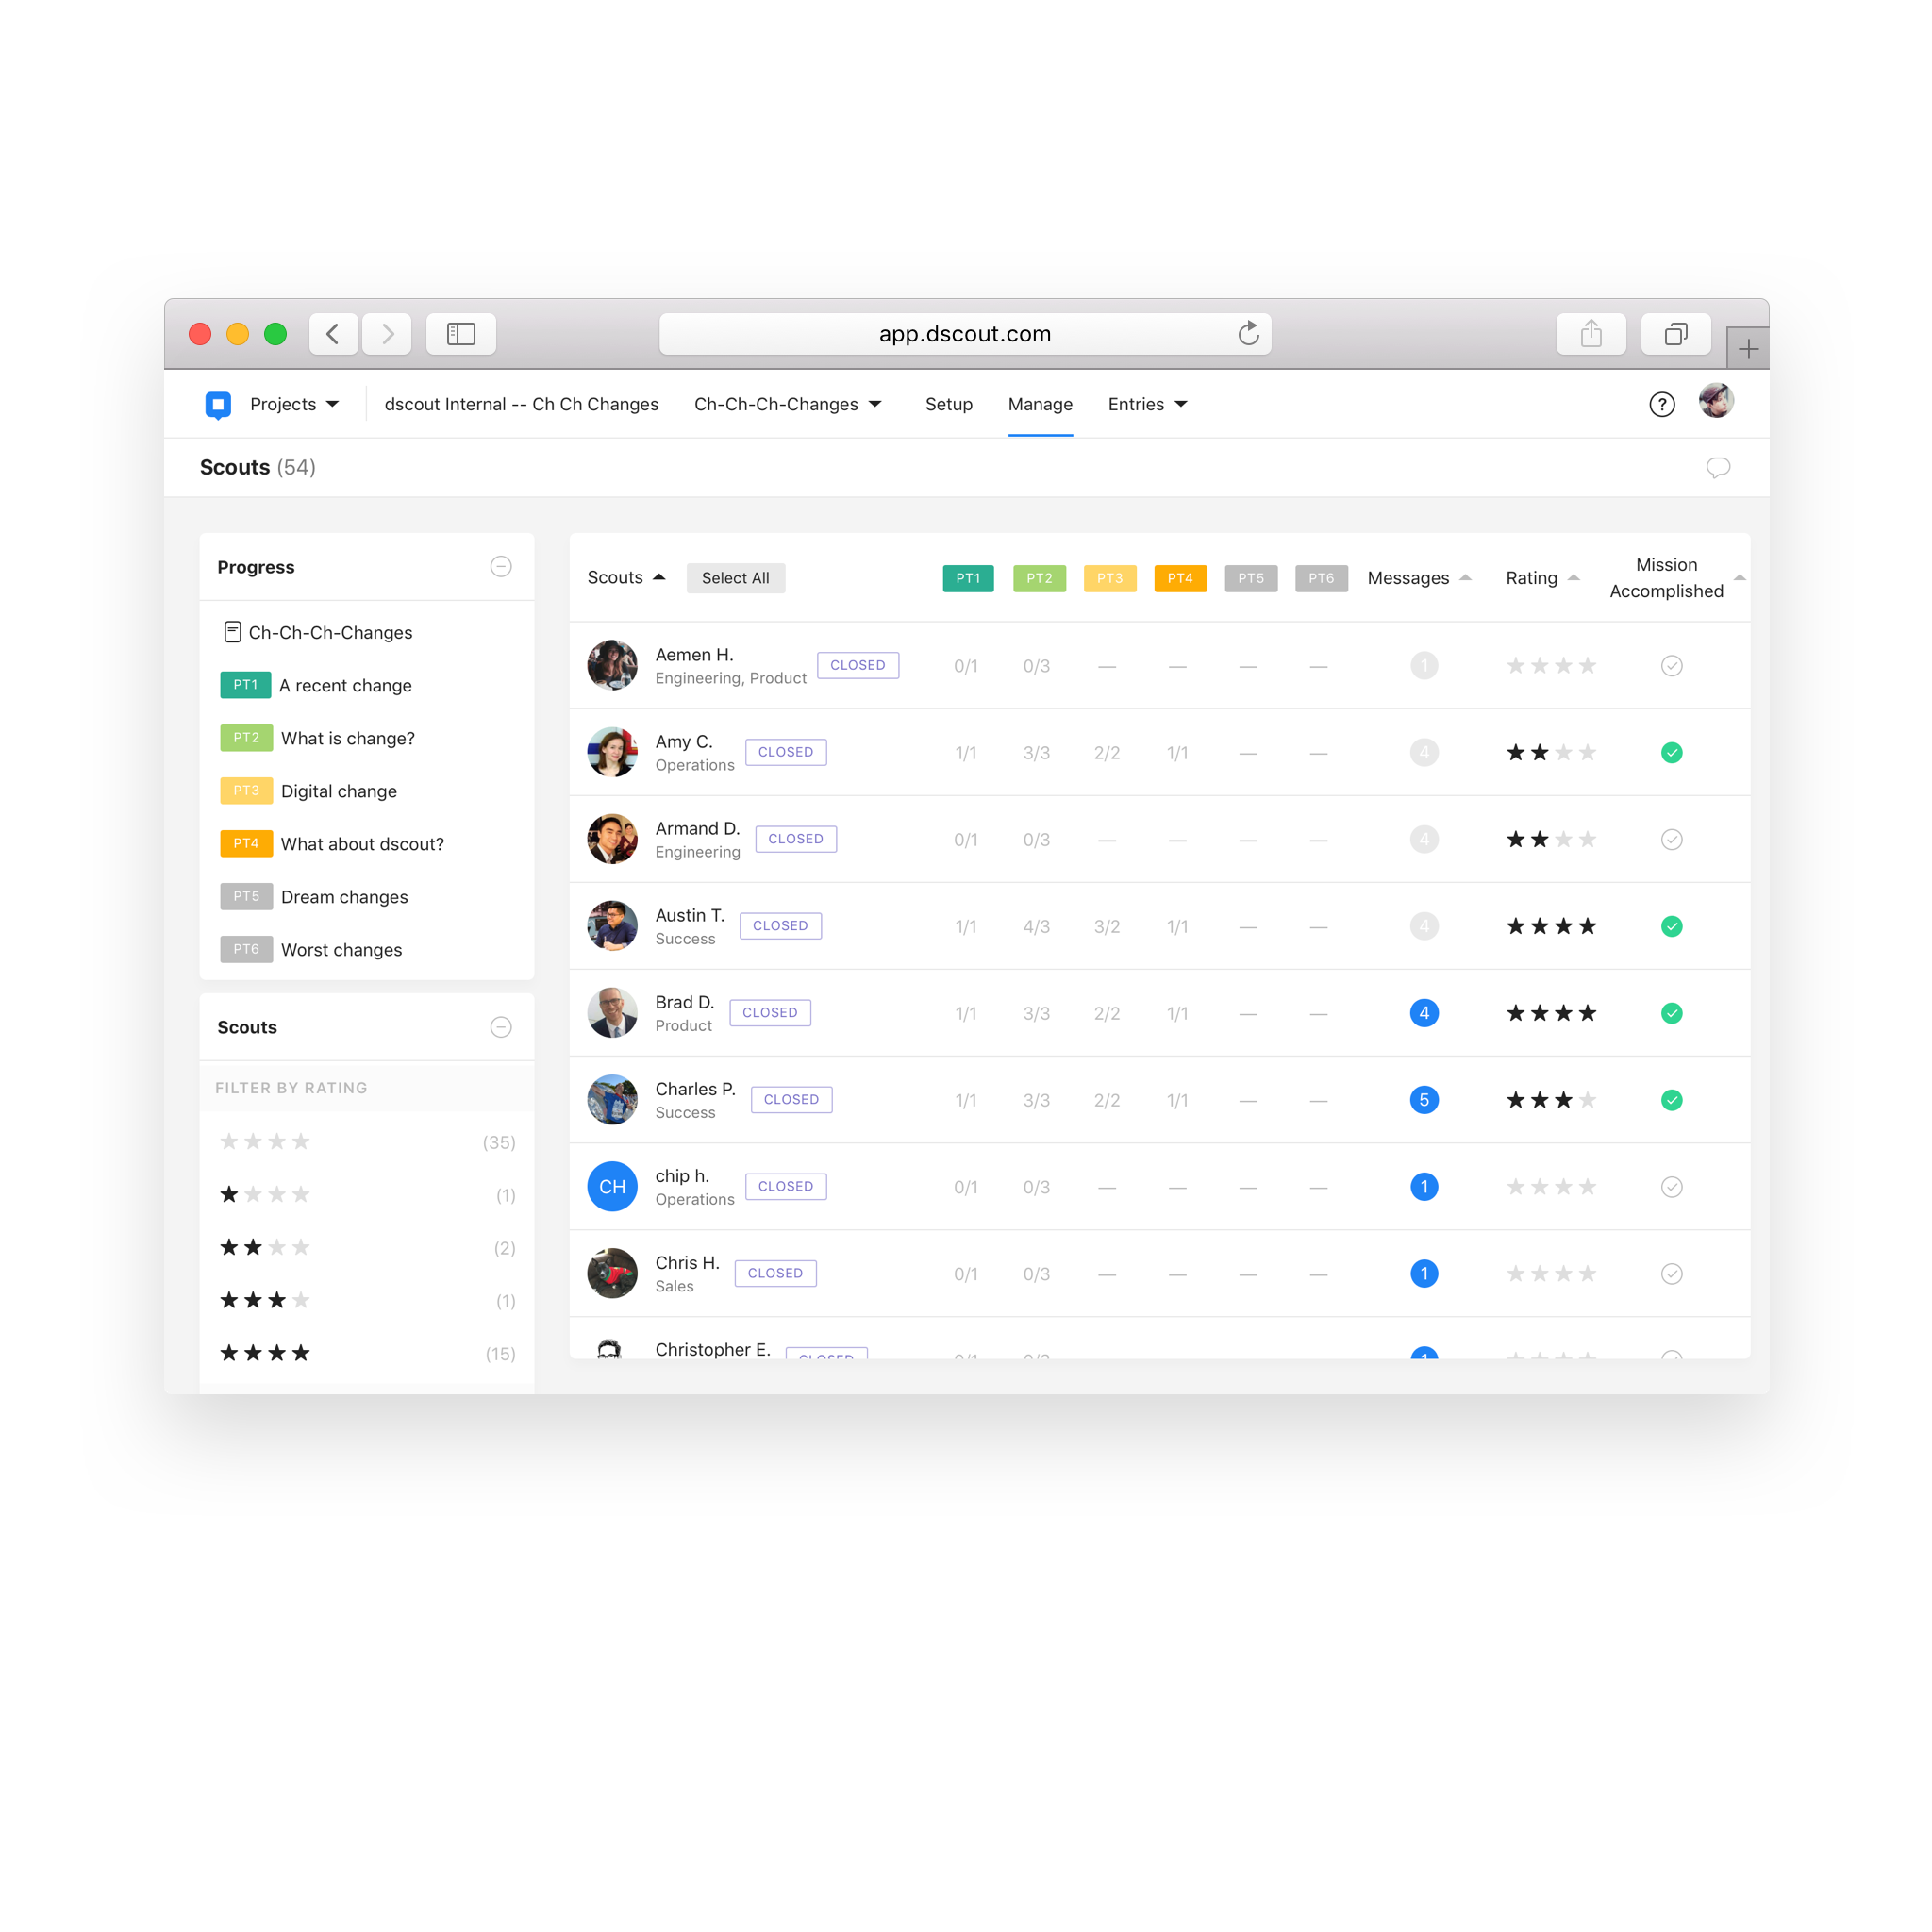 app.dscout.com
Projects dscout Internal -- Ch Ch Changes Ch-Ch-Ch-Changes Setup Manage Entries ?
Scouts (54)
Progress
Ch-Ch-Ch-Changes
PT1 A recent change
PT2 What is change?
PT3 Digital change
PT4 What about dscout?
PT5 Dream changes
PT6 Worst changes
Scouts
FILTER BY RATING
(35)
(1)
(2)
(1)
(15)
Scouts Select All PT1 PT2 PT3 PT4 PT5 PT6 Messages Rating Mission
Accomplished
Aemen H. CLOSED 0/1 0/3 — — — — 1
Engineering, Product
Amy C. CLOSED 1/1 3/3 2/2 1/1 — — 4
Operations
Armand D. CLOSED 0/1 0/3 — — — — 4
Engineering
Austin T. CLOSED 1/1 4/3 3/2 1/1 — — 4
Success
Brad D. CLOSED 1/1 3/3 2/2 1/1 — — 4
Product
Charles P. CLOSED 1/1 3/3 2/2 1/1 — — 5
Success
CH chip h. CLOSED 0/1 0/3 — — — — 1
Operations
Chris H. CLOSED 0/1 0/3 — — — — 1
Sales
Christopher E. CLOSED 0/1 0/3 1